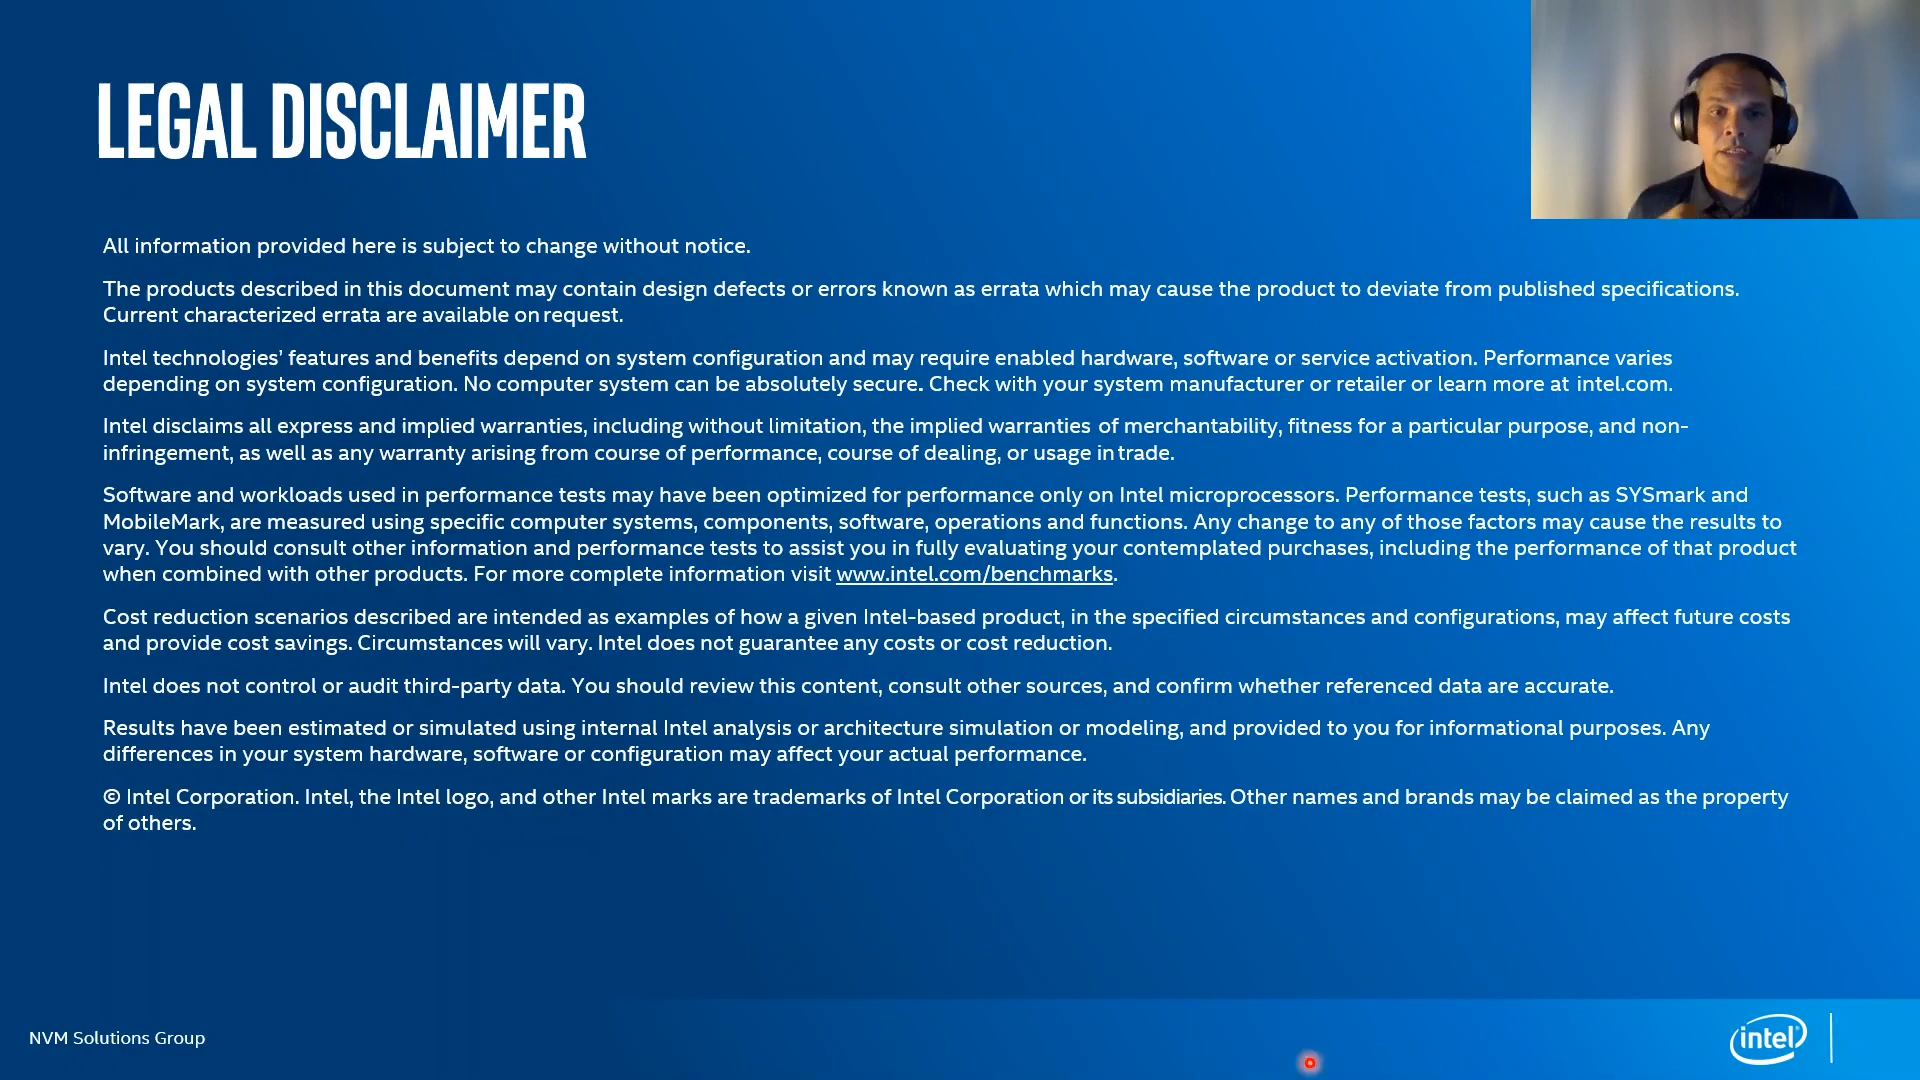 LEGAL DISCLAIMER
All information provided here is subject to change without notice.
The products described in this document may contain design defects or errors known as errata which may cause the product to deviate from published specifications.
Current characterized errata are available on request.
Intel technologies’ features and benefits depend on system configuration and may require enabled hardware, software or service activation. Performance varies
depending on system configuration. No computer system can be absolutely secure. Check with your system manufacturer or retailer or learn more at intel.com.
Intel disclaims all express and implied warranties, including without limitation, the implied warranties of merchantability, fitness for a particular purpose, and non-
infringement, as well as any warranty arising from course of performance, course of dealing, or usage in trade.
Software and workloads used in performance tests may have been optimized for performance only on Intel microprocessors. Performance tests, such as SYSmark and
MobileMark, are measured using specific computer systems, components, software, operations and functions. Any change to any of those factors may cause the results to
vary. You should consult other information and performance tests to assist you in fully evaluating your contemplated purchases, including the performance of that product
when combined with other products. For more complete information visit www.intel.com/benchmarks.
Cost reduction scenarios described are intended as examples of how a given Intel-based product, in the specified circumstances and configurations, may affect future costs
and provide cost savings. Circumstances will vary. Intel does not guarantee any costs or cost reduction.
Intel does not control or audit third-party data. You should review this content, consult other sources, and confirm whether referenced data are accurate.
Results have been estimated or simulated using internal Intel analysis or architecture simulation or modeling, and provided to you for informational purposes. Any
differences in your system hardware, software or configuration may affect your actual performance.
© Intel Corporation. Intel, the Intel logo, and other Intel marks are trademarks of Intel Corporation or its subsidiaries. Other names and brands may be claimed as the property
of others.
NVM Solutions Group
intel®